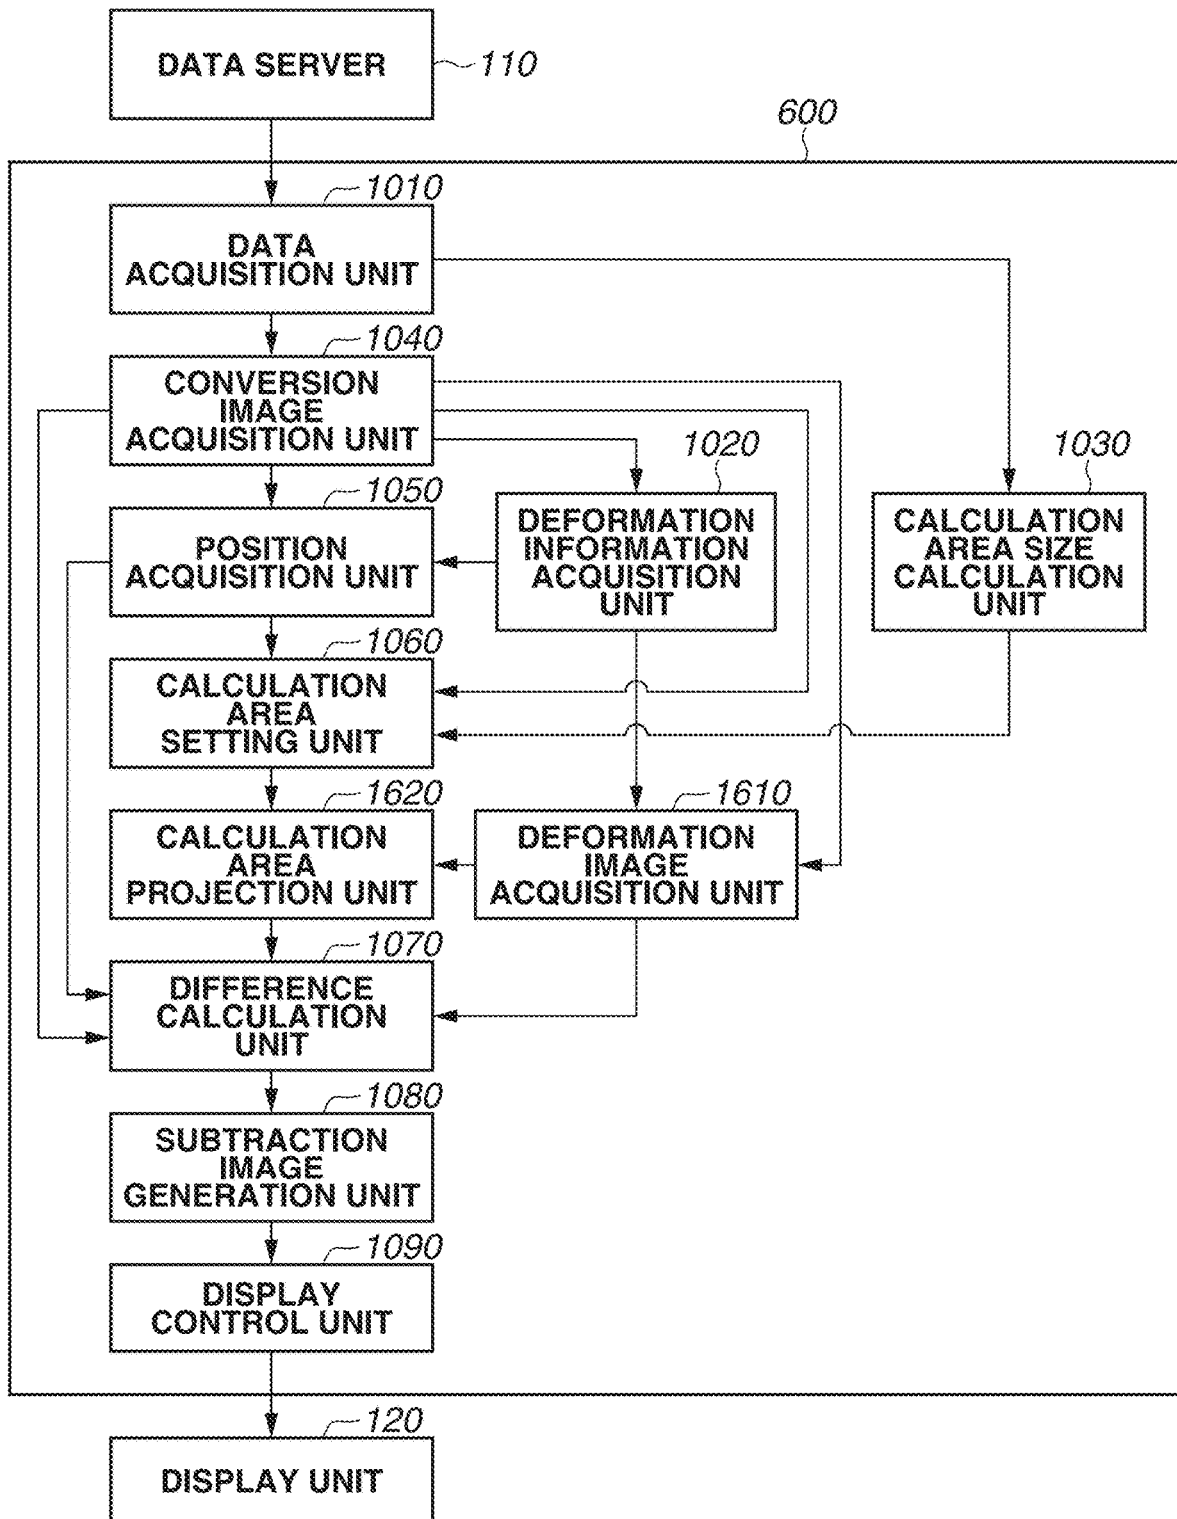 DATA SERVER
110
600
1010
DATA
ACQUISITION UNIT
1040
CONVERSION
IMAGE
ACQUISITION UNIT
1020
1030
1050
POSITION
ACQUISITION UNIT
DEFORMATION
INFORMATION
ACQUISITION
UNIT
CALCULATION
AREA SIZE
CALCULATION
UNIT
1060
CALCULATION
AREA
SETTING UNIT
1620
1610
CALCULATION
AREA
PROJECTION UNIT
DEFORMATION
IMAGE
ACQUISITION UNIT
1070
DIFFERENCE
CALCULATION
UNIT
1080
SUBTRACTION
IMAGE
GENERATION UNIT
1090
DISPLAY
CONTROL UNIT
120
DISPLAY UNIT